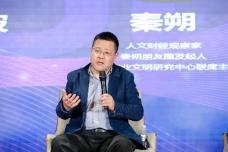 秦朔
人文财经观察家
秦朔朋友圈发起人
业文明研究中心联席主